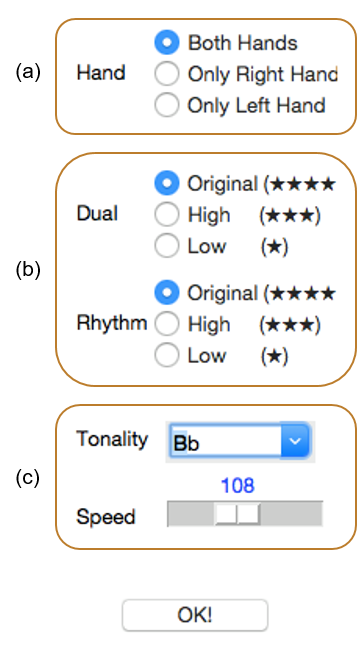 (a)
Hand
Both Hands
Only Right Hand
Only Left Hand
(b)
Dual
Original (★★★★
High (★★★)
Low (★)
Rhythm
Original (★★★★
High (★★★)
Low (★)
(c)
Tonality Bb
108
Speed
OK!